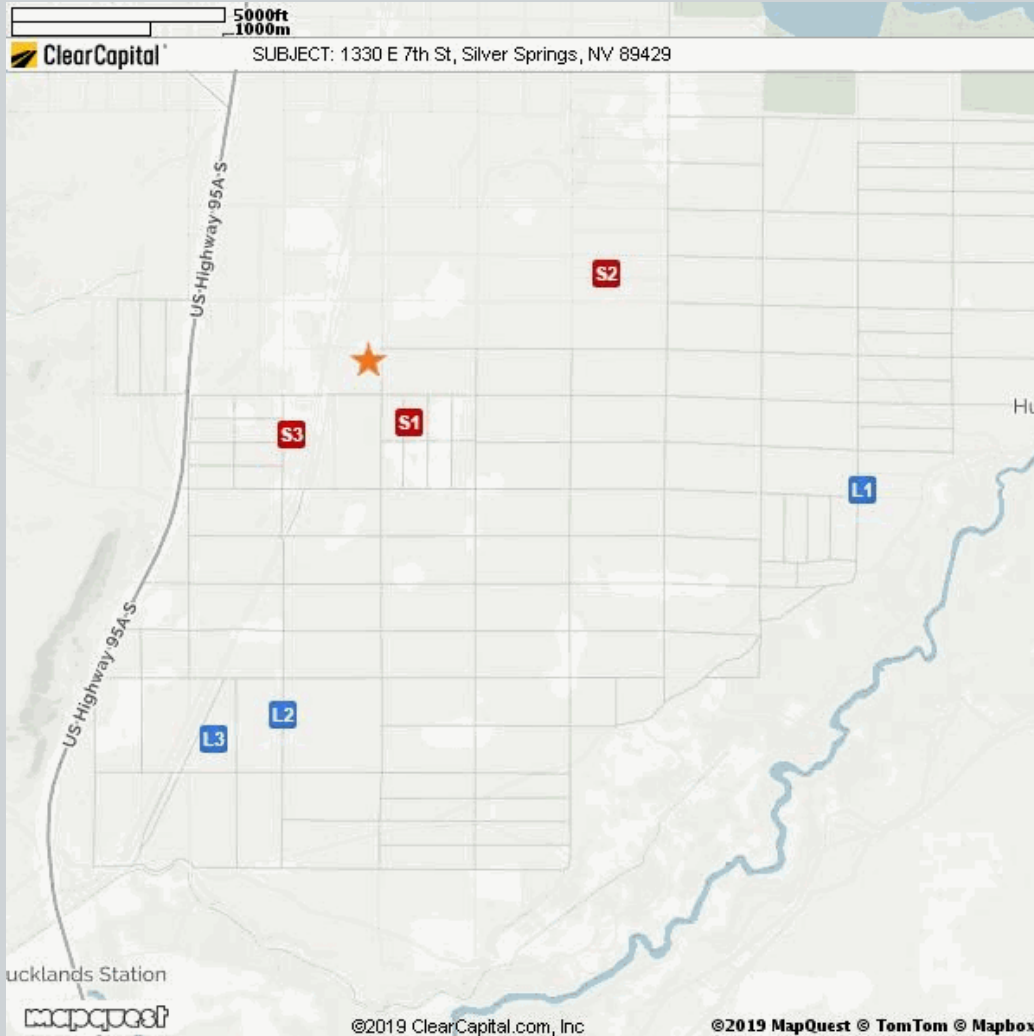 5000ft
1000m
ClearCapital
SUBJECT: 1330 E 7th St, Silver Springs, NV 89429
US Highway 95A S
S2
S1
S3
Hu
L1
US Highway 95A S
L2
L3
ucklands Station
mapquest
©2019 ClearCapital.com, Inc
©2019 MapQuest © TomTom © Mapbox